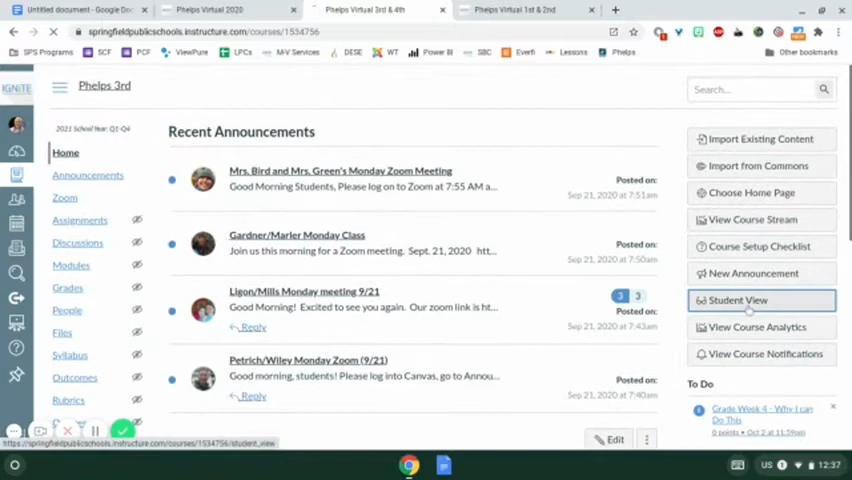 Untitled document - Google Doc
Phelps Virtual 2020
Phelps Virtual 3rd & 4th
Phelps Virtual 1st & 2nd
springfieldpublicschools.instructure.com/courses/1534756
SPS Programs
SCF
PCF
ViewPure
LPCs
M-V Services
DESE
WT
Power BI
SBC
Everfi
Lessons
Phelps
Other bookmarks
IGNiTE
Phelps 3rd
Search...
2021 School Year: Q1-Q4
Home
Announcements
Zoom
Assignments
Discussions
Modules
Grades
People
Files
Syllabus
Outcomes
Rubrics
Recent Announcements
Mrs. Bird and Mrs. Green's Monday Zoom Meeting
Good Morning Students, Please log on to Zoom at 7:55 AM a...
Posted on:
Sep 21, 2020 at 7:51am
Gardner/Marler Monday Class
Join us this morning for a Zoom meeting. Sept. 21, 2020 htt...
Posted on:
Sep 21, 2020 at 7:50am
Ligon/Mills Monday meeting 9/21
Good Morning! Excited to see you again. Our zoom link is ht...
Reply
3 3
Posted on:
Sep 21, 2020 at 7:43am
Petrich/Wiley Monday Zoom (9/21)
Good morning, students! Please log into Canvas, go to Annou...
Reply
Posted on:
Sep 21, 2020 at 7:40am
Edit
Import Existing Content
Import from Commons
Choose Home Page
View Course Stream
Course Setup Checklist
New Announcement
Student View
View Course Analytics
View Course Notifications
To Do
Grade Week 4 - Why I can
Do This
0 points • Oct 2 at 11:59pm
https://springfieldpublicschools.instructure.com/courses/1534756/student_view
US
1
12:37